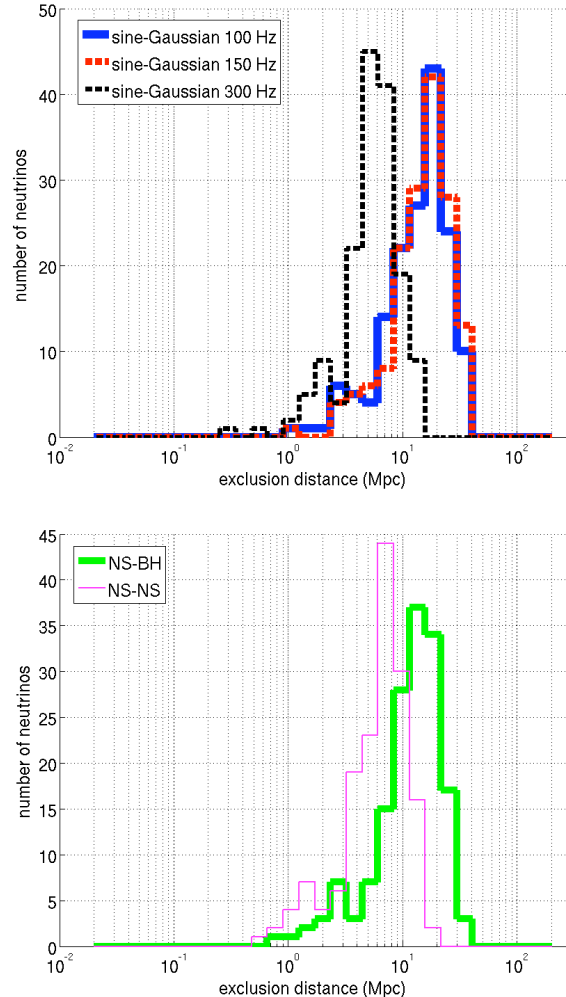 50
40
30
20
10
0
number of neutrinos
sine-Gaussian 100 Hz
sine-Gaussian 150 Hz
sine-Gaussian 300 Hz
10^-2 10^-1 10^0 10^1 10^2
exclusion distance (Mpc)
45
40
35
30
25
20
15
10
5
0
number of neutrinos
NS-BH
NS-NS
10^-2 10^-1 10^0 10^1 10^2
exclusion distance (Mpc)